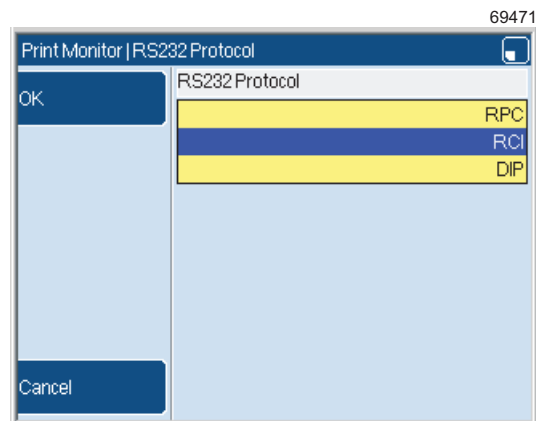 69471
Print Monitor | RS232 Protocol
OK
RS232 Protocol
RPC
RCI
DIP
Cancel